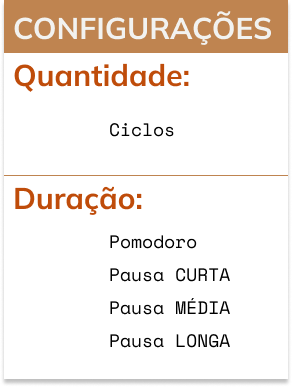 CONFIGURAÇÕES
Quantidade:
Ciclos
Duração:
Pomodoro
Pausa CURTA
Pausa MÉDIA
Pausa LONGA